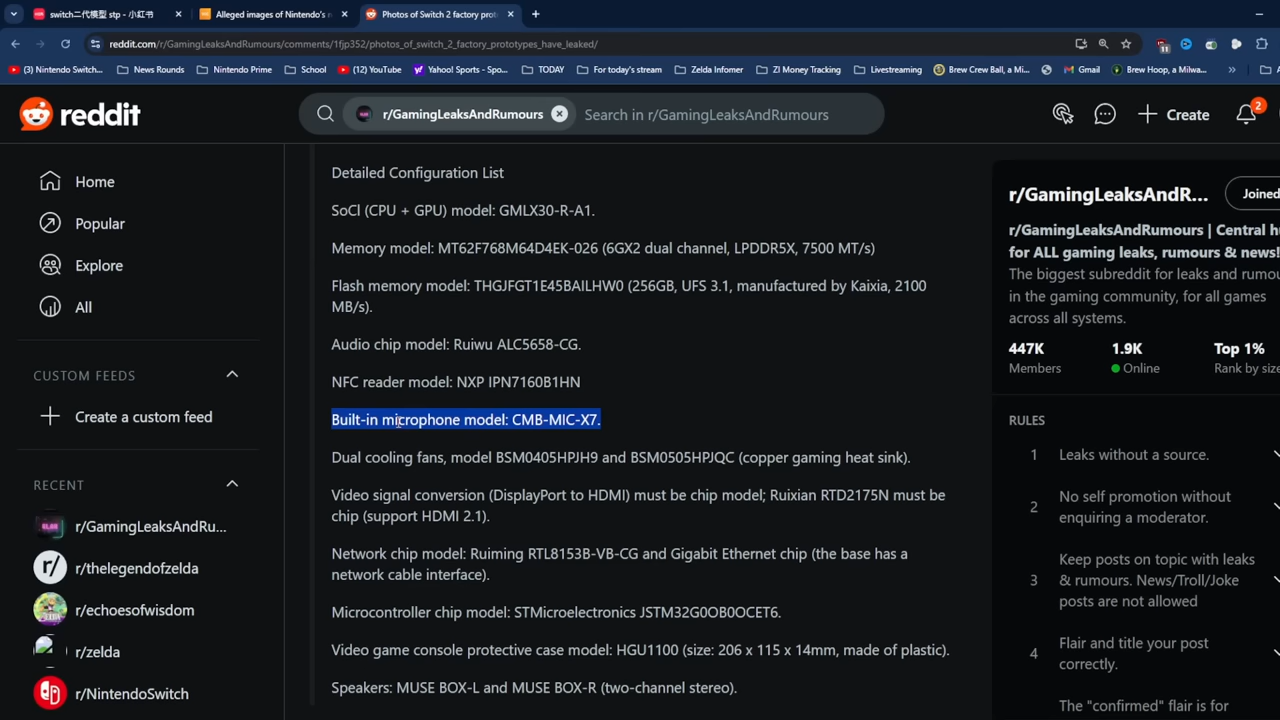 switch二代模型 stp - 小红书
Alleged images of Nintendo's n
Photos of Switch 2 factory prot
reddit.com/r/GamingLeaksAndRumours/comments/1fjp352/photos_of_switch_2_factory_prototypes_have_leaked/
11
(3) Nintendo Switch...
News Rounds
Nintendo Prime
School
(12) YouTube
Yahoo! Sports - Spo...
TODAY
For today's stream
Zelda Infomer
ZI Money Tracking
Livestreaming
Brew Crew Ball, a Mi...
Gmail
Brew Hoop, a Milwa...
reddit
r/GamingLeaksAndRumours
Search in r/GamingLeaksAndRumours
Create
2
Home
Popular
Explore
All
CUSTOM FEEDS
Create a custom feed
RECENT
r/GamingLeaksAndRu...
r/thelegendofzelda
r/echoesofwisdom
r/zelda
r/NintendoSwitch
Detailed Configuration List
SoCl (CPU + GPU) model: GMLX30-R-A1.
Memory model: MT62F768M64D4EK-026 (6GX2 dual channel, LPDDR5X, 7500 MT/s)
Flash memory model: THGJFGT1E45BAILHW0 (256GB, UFS 3.1, manufactured by Kaixia, 2100
MB/s).
Audio chip model: Ruiwu ALC5658-CG.
NFC reader model: NXP IPN7160B1HN
Built-in microphone model: CMB-MIC-X7.
Dual cooling fans, model BSM0405HPJH9 and BSM0505HPJQC (copper gaming heat sink).
Video signal conversion (DisplayPort to HDMI) must be chip model; Ruixian RTD2175N must be
chip (support HDMI 2.1).
Network chip model: Ruiming RTL8153B-VB-CG and Gigabit Ethernet chip (the base has a
network cable interface).
Microcontroller chip model: STMicroelectronics JSTM32G0OB0OCET6.
Video game console protective case model: HGU1100 (size: 206 x 115 x 14mm, made of plastic).
Speakers: MUSE BOX-L and MUSE BOX-R (two-channel stereo).
r/GamingLeaksAndR...
Joined
r/GamingLeaksAndRumours | Central hu
for ALL gaming leaks, rumours & news!
The biggest subreddit for leaks and rumou
in the gaming community, for all games
across all systems.
447K
1.9K
Top 1%
Members
Online
Rank by size
RULES
1 Leaks without a source.
2 No self promotion without
enquiring a moderator.
3 Keep posts on topic with leaks
& rumours. News/Troll/Joke
posts are not allowed
4 Flair and title your post
correctly.
The "confirmed" flair is for